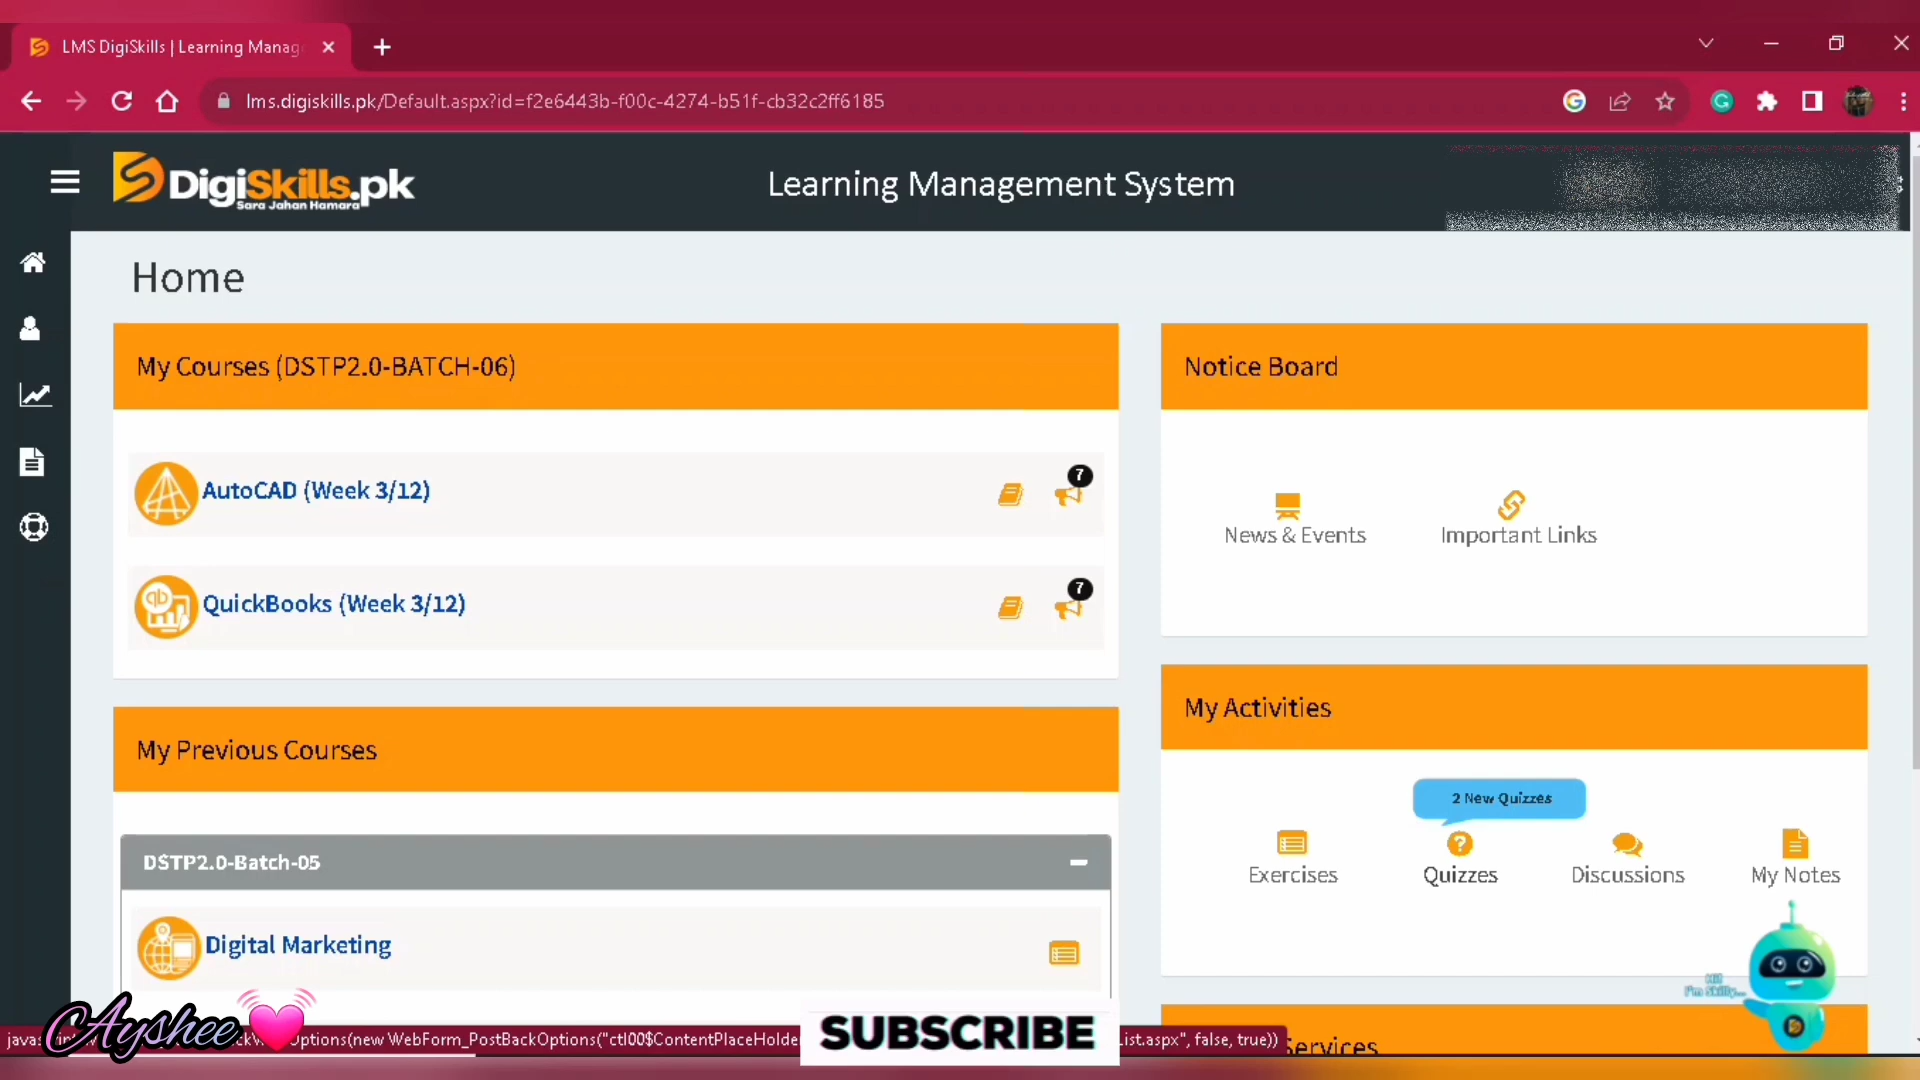 LMS DigiSkills | Learning Manag
lms.digiskills.pk/Default.aspx?id=f2e6443b-f00c-4274-b51f-cb32c2ff6185
DigiSkills.pk
Sara Jahan Hamara
Learning Management System
Home
My Courses (DSTP2.0-BATCH-06)
AutoCAD (Week 3/12)
7
QuickBooks (Week 3/12)
7
My Previous Courses
DSTP2.0-Batch-05
Digital Marketing
Notice Board
News & Events
Important Links
My Activities
2 New Quizzes
Exercises
Quizzes
Discussions
My Notes
Hi!
I'm Skilly...
Services
Ayshee
Options(new WebForm_PostBackOptions("ctl00$ContentPlaceHolde
SUBSCRIBE
List.aspx", false, true))